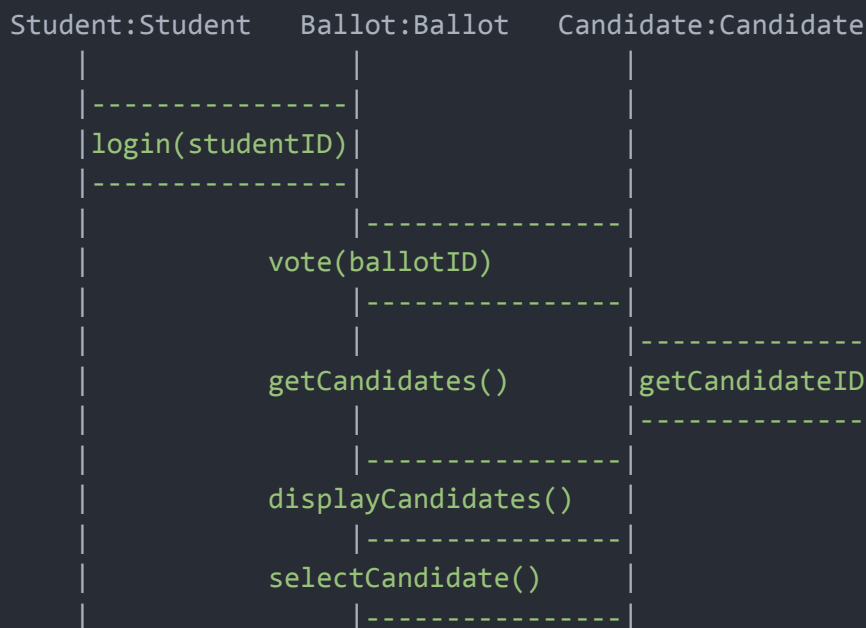 Student:Student Ballot:Ballot Candidate:Candidate
login(studentID)
vote(ballotID)
getCandidates() getCandidateID
displayCandidates()
selectCandidate()